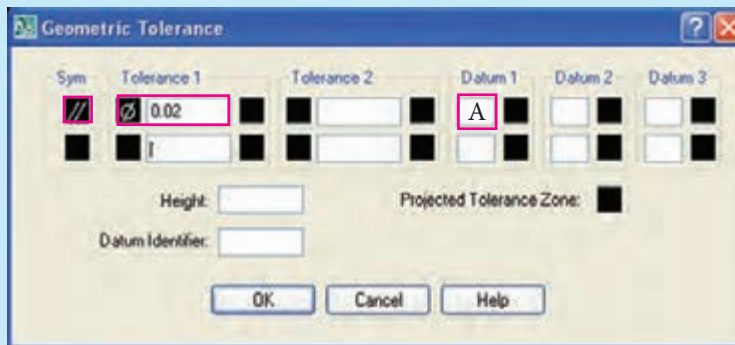 Geometric Tolerance
Sym Tolerance 1 Tolerance 2 Datum 1 Datum 2 Datum 3
// Ø 0.02 A
Height:
Projected Tolerance Zone:
Datum Identifier:
OK Cancel Help